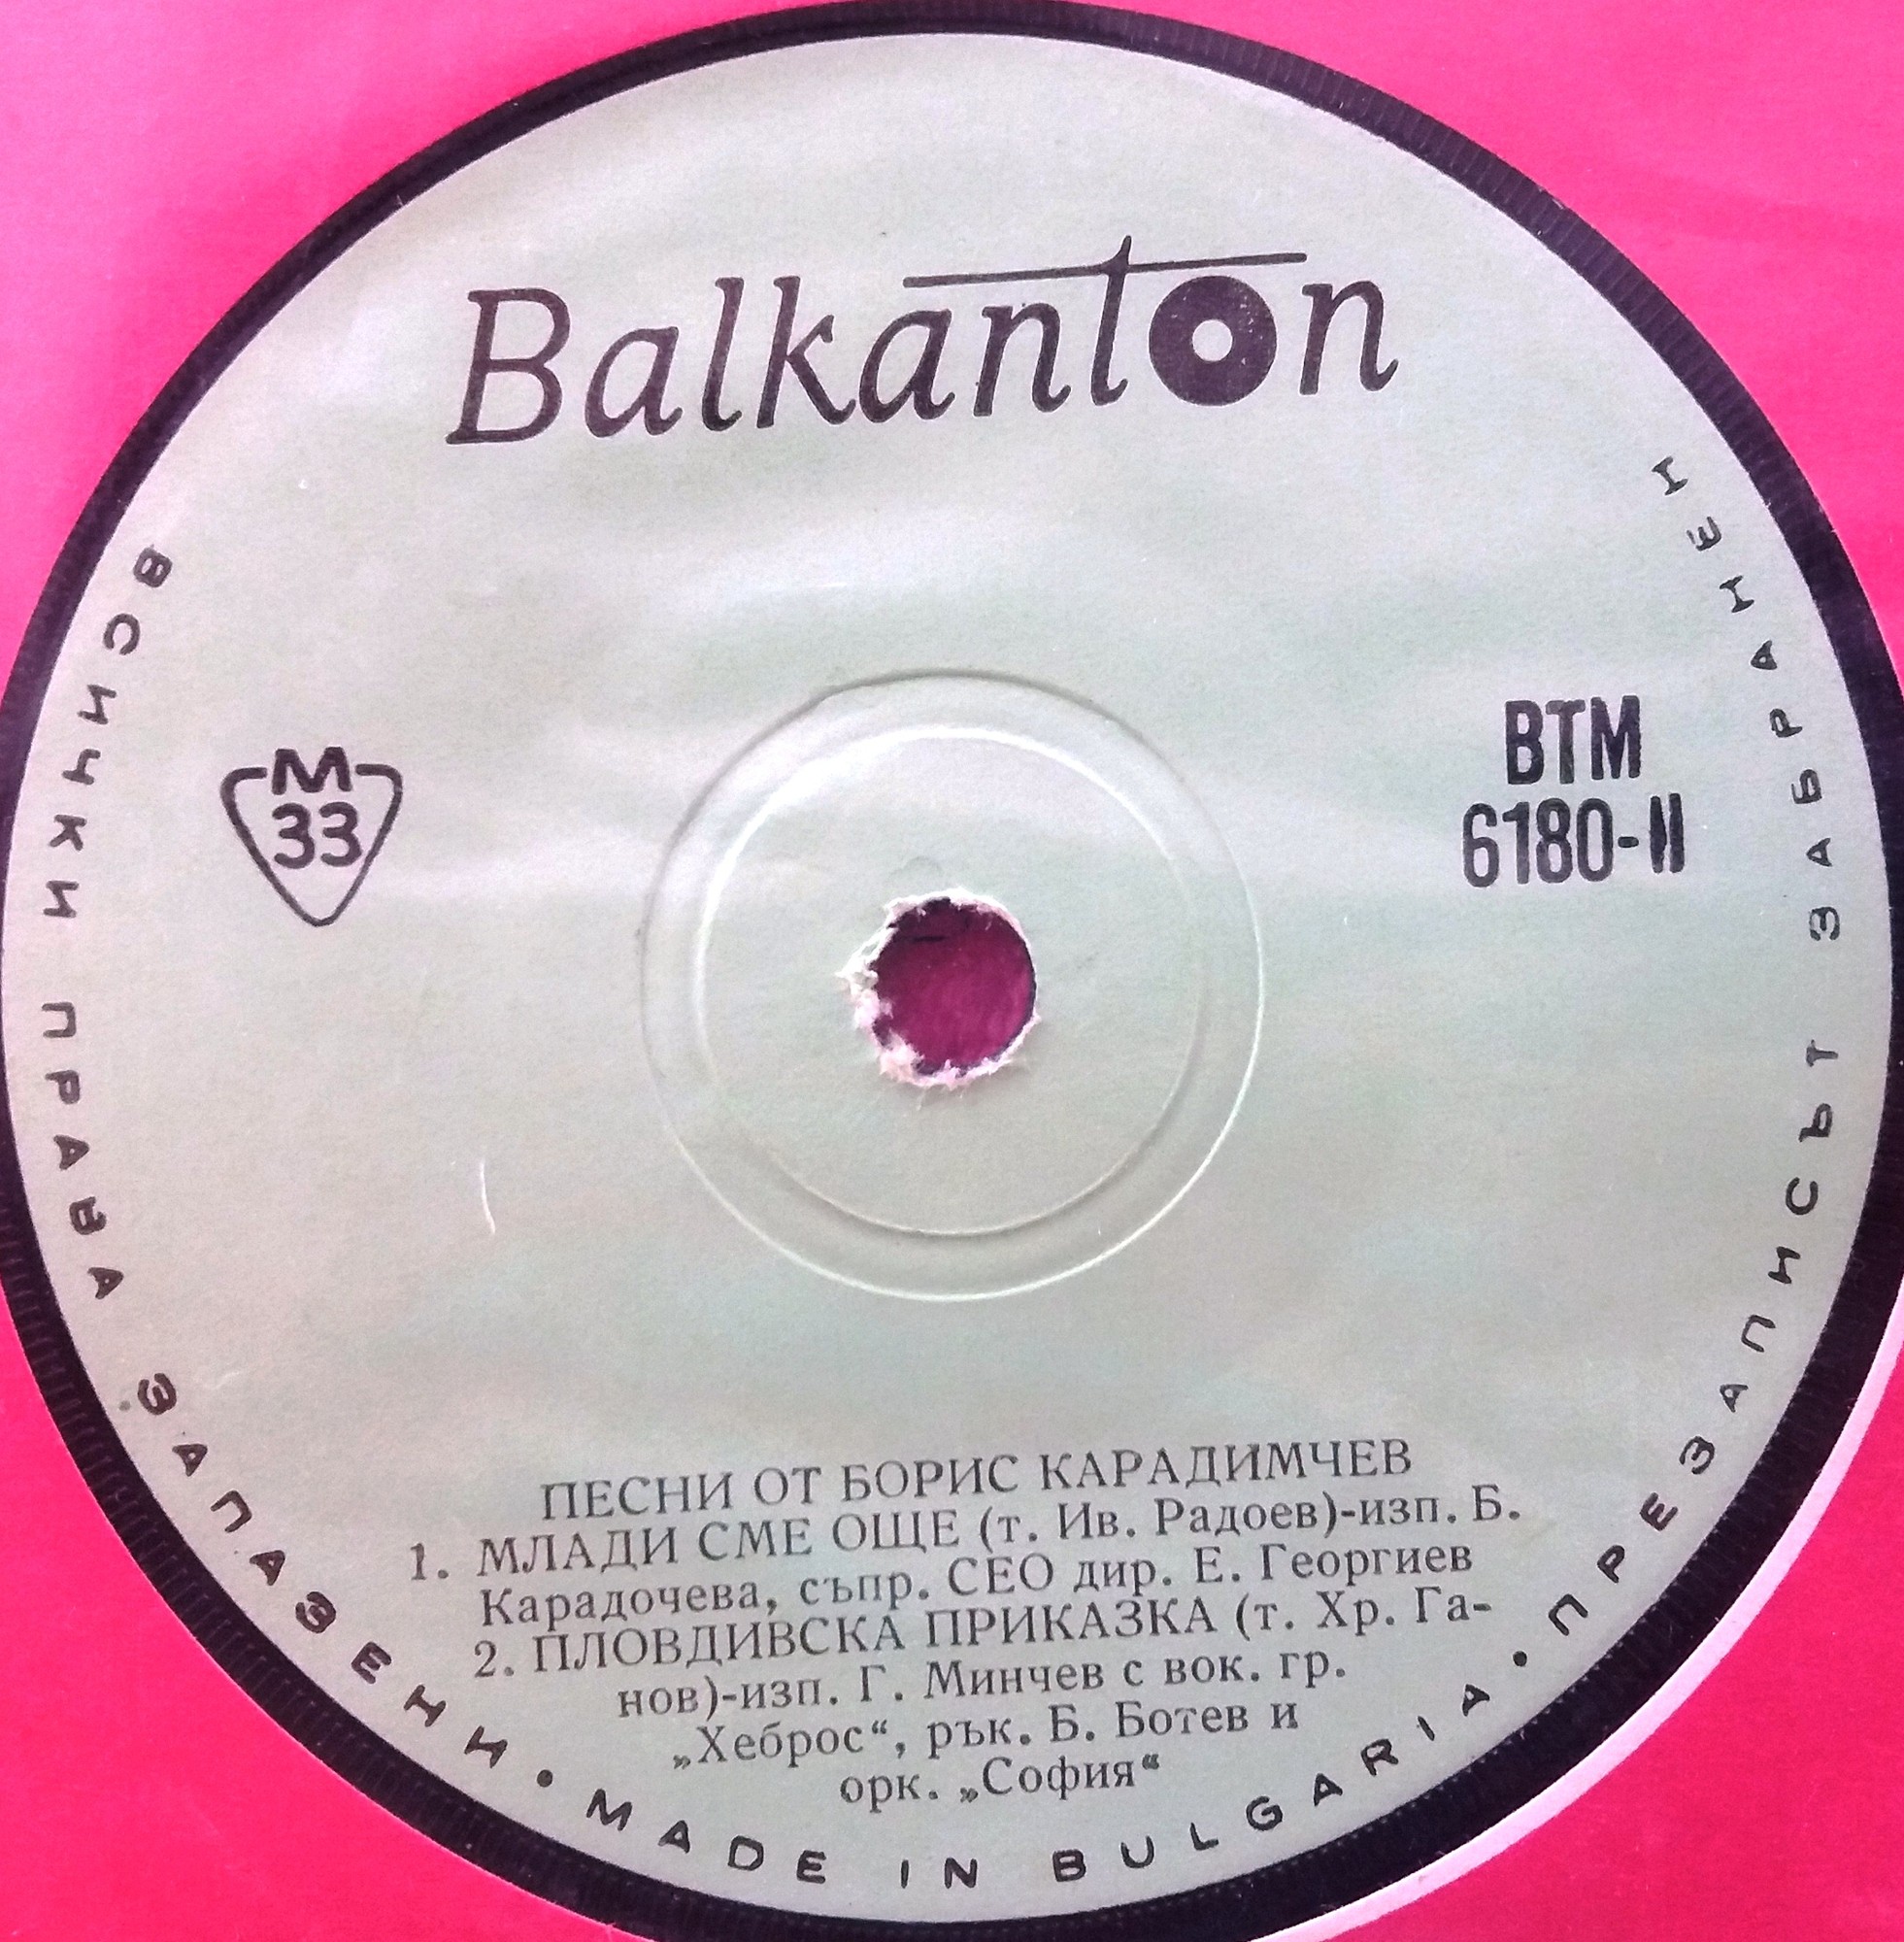 Balkanton
М
33
ВТМ
6180-II
ПЕСНИ ОТ БОРИС КАРАДИМЧЕВ
1. МЛАДИ СМЕ ОЩЕ (т. Ив. Радоев)-изп. Б.
Карадочева, съпр. СЕО дир. Е. Георгиев
2. ПЛОВДИВСКА ПРИКАЗКА (т. Хр. Га-
нов)-изп. Г. Минчев с вок. гр.
„Хеброс“, рък. Б. Ботев и
орк. „София“
ВСИЧКИ ПРАВА ЗАПАЗЕНИ • MADE IN BULGARIA • ПРЕЗАПИСЪТ ЗАБРАНЕН